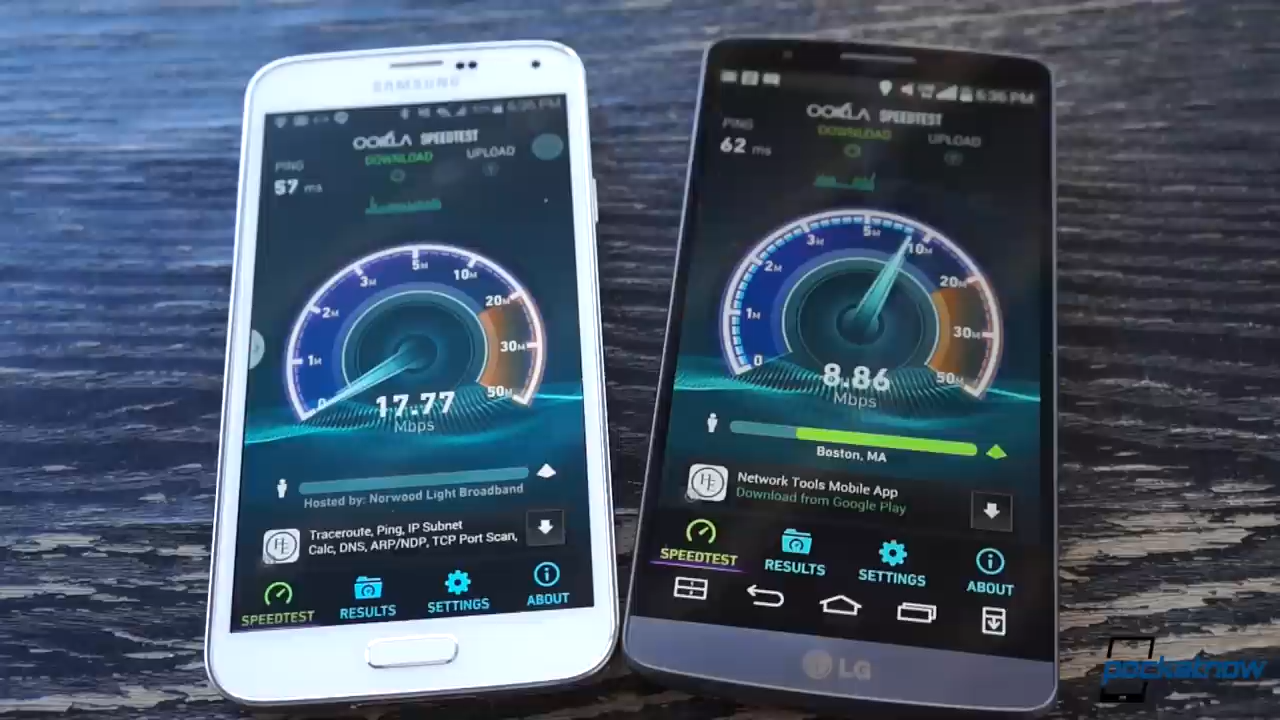 SAMSUNG
6:35 PM
OOKLA SPEEDTEST
PING
57 ms
DOWNLOAD
UPLOAD
0
1M
2M
3M
5M
10M
20M
30M
50M
17.77
Mbps
Hosted by: Norwood Light Broadband
Traceroute, Ping, IP Subnet
Calc, DNS, ARP/NDP, TCP Port Scan,
SPEEDTEST
RESULTS
SETTINGS
ABOUT
6:35 PM
OOKLA SPEEDTEST
PING
62 ms
DOWNLOAD
UPLOAD
0
1M
2M
3M
5M
10M
20M
30M
50M
8.86
Mbps
Boston, MA
Network Tools Mobile App
Download from Google Play
SPEEDTEST
RESULTS
SETTINGS
ABOUT
LG
pocketnow